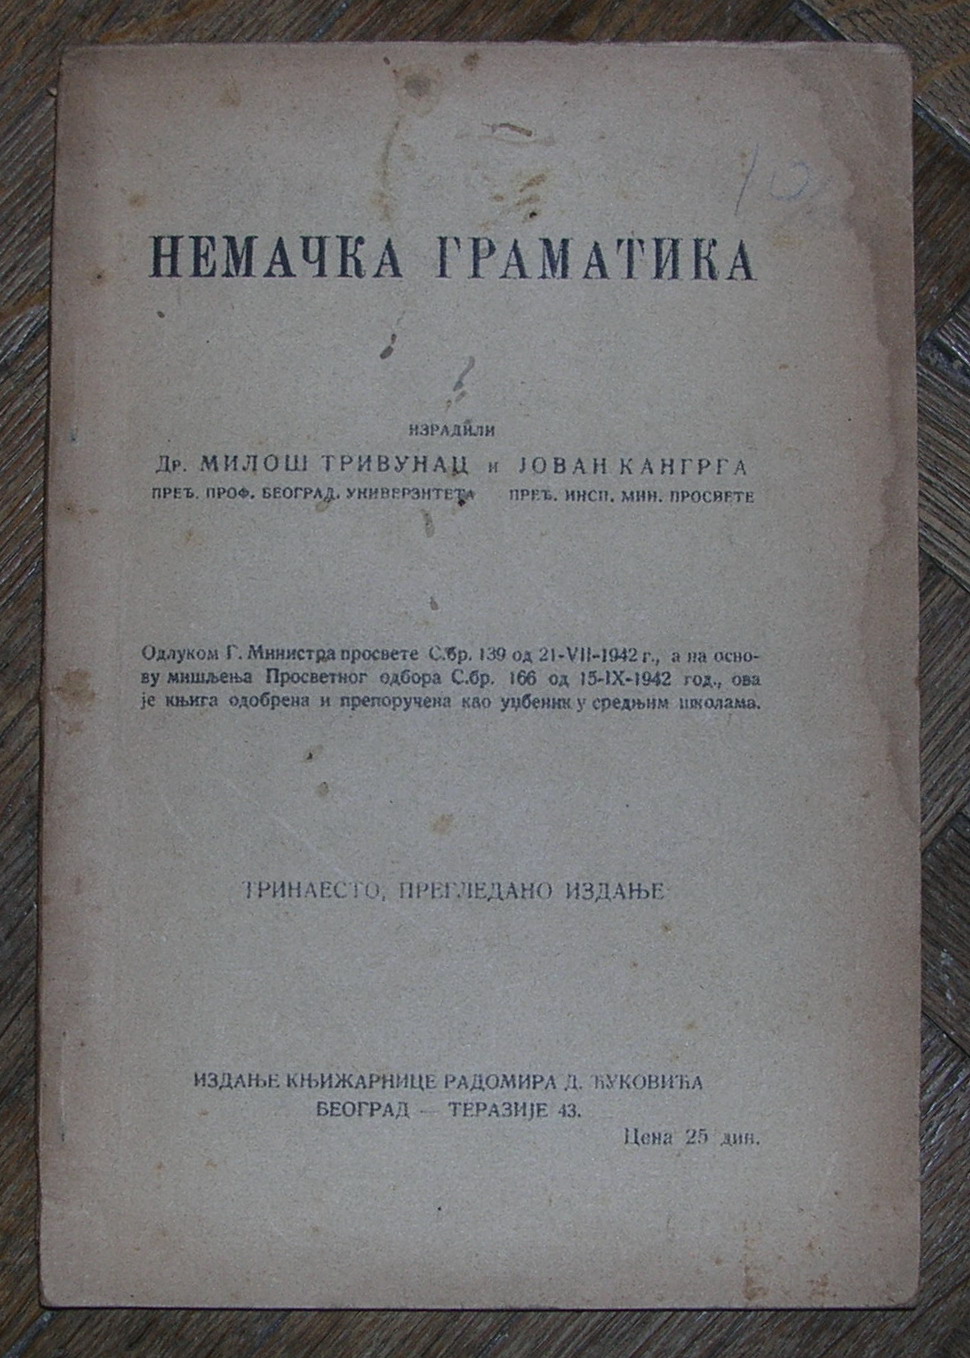 10
НЕМАЧКА ГРАМАТИКА
ИЗРАДИЛИ
Др. МИЛОШ ТРИВУНАЦ и ЈОВАН КАНГРГА
ПРЕЂ. ПРОФ. БЕОГРАД. УНИВЕРЗИТЕТА ПРЕЂ. ИНСП. МИН. ПРОСВЕТЕ
Одлуком Г. Министра просвете С.бр. 139 од 21-VII-1942 г., а на осно-
ву мишљења Просветног одбора С.бр. 166 од 15-IX-1942 год., ова
је књига одобрена и препоручена као уџбеник у средњим школама.
ТРИНАЕСТО, ПРЕГЛЕДАНО ИЗДАЊЕ
ИЗДАЊЕ КЊИЖАРНИЦЕ РАДОМИРА Д. ЋУКОВИЋА
БЕОГРАД — ТЕРАЗИЈЕ 43.
Цена 25 дин.